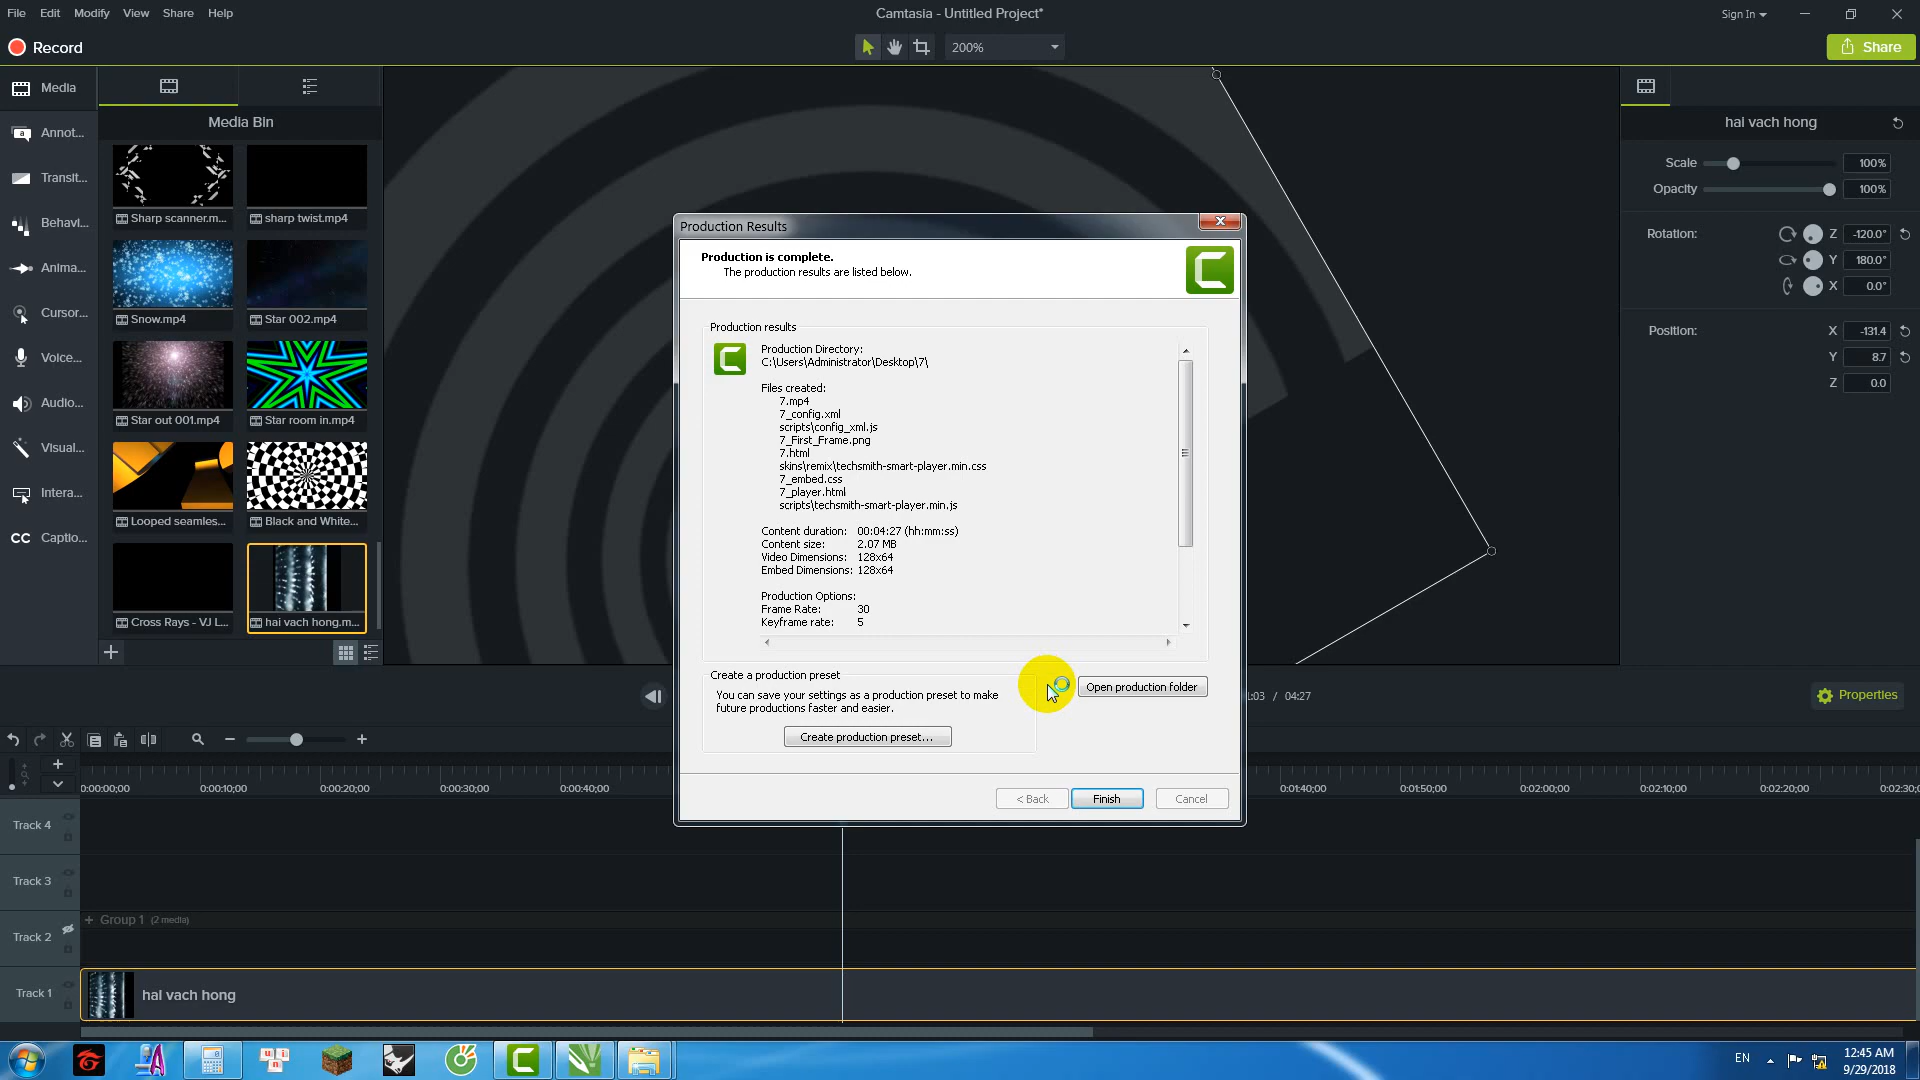 File Edit Modify View Share Help
Camtasia - Untitled Project*
Sign In
Record
200%
Share
Media
Annot...
Transit...
Behavi...
Anima...
Cursor...
Voice...
Audio...
Visual...
Intera...
CC Captio...
Media Bin
Sharp scanner.m... sharp twist.mp4
Snow.mp4 Star 002.mp4
Star out 001.mp4 Star room in.mp4
Looped seamles... Black and White...
Cross Rays - VJ L... hai vach hong.m...
hai vach hong
Scale 100%
Opacity 100%
Rotation: Z -120.0°
Y 180.0°
X 0.0°
Position: X -131.4
Y 8.7
Z 0.0
Production Results
Production is complete.
The production results are listed below.
Production results
Production Directory:
C:\Users\Administrator\Desktop\7\
Files created:
7.mp4
7_config.xml
scripts\config_xml.js
7_First_Frame.png
7.html
skins\remix\techsmith-smart-player.min.css
7_embed.css
7_player.html
scripts\techsmith-smart-player.min.js
Content duration: 00:04:27 (hh:mm:ss)
Content size: 2.07 MB
Video Dimensions: 128x64
Embed Dimensions: 128x64
Production Options:
Frame Rate: 30
Keyframe rate: 5
Create a production preset
You can save your settings as a production preset to make
future productions faster and easier.
Create production preset...
Open production folder
< Back Finish Cancel
1:03 / 04:27
Properties
0:00:00;00 0:00:10;00 0:00:20;00 0:00:30;00 0:00:40;00 0:01:40;00 0:01:50;00 0:02:00;00 0:02:10;00 0:02:20;00 0:02:30;
Track 4
Track 3
Group 1 (2 media)
Track 2
Track 1
hai vach hong
EN
12:45 AM
9/29/2018